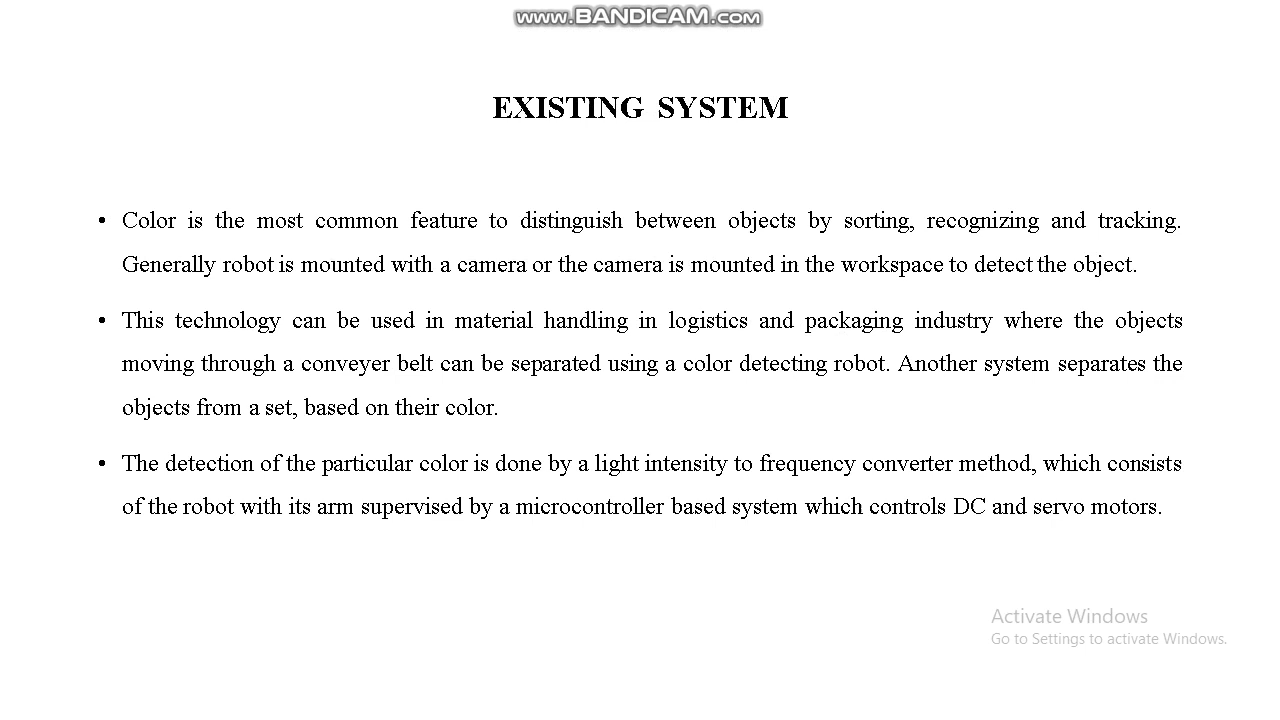 www.BANDICAM.com
EXISTING SYSTEM
• Color is the most common feature to distinguish between objects by sorting, recognizing and tracking.
Generally robot is mounted with a camera or the camera is mounted in the workspace to detect the object.
• This technology can be used in material handling in logistics and packaging industry where the objects
moving through a conveyer belt can be separated using a color detecting robot. Another system separates the
objects from a set, based on their color.
• The detection of the particular color is done by a light intensity to frequency converter method, which consists
of the robot with its arm supervised by a microcontroller based system which controls DC and servo motors.
Activate Windows
Go to Settings to activate Windows.